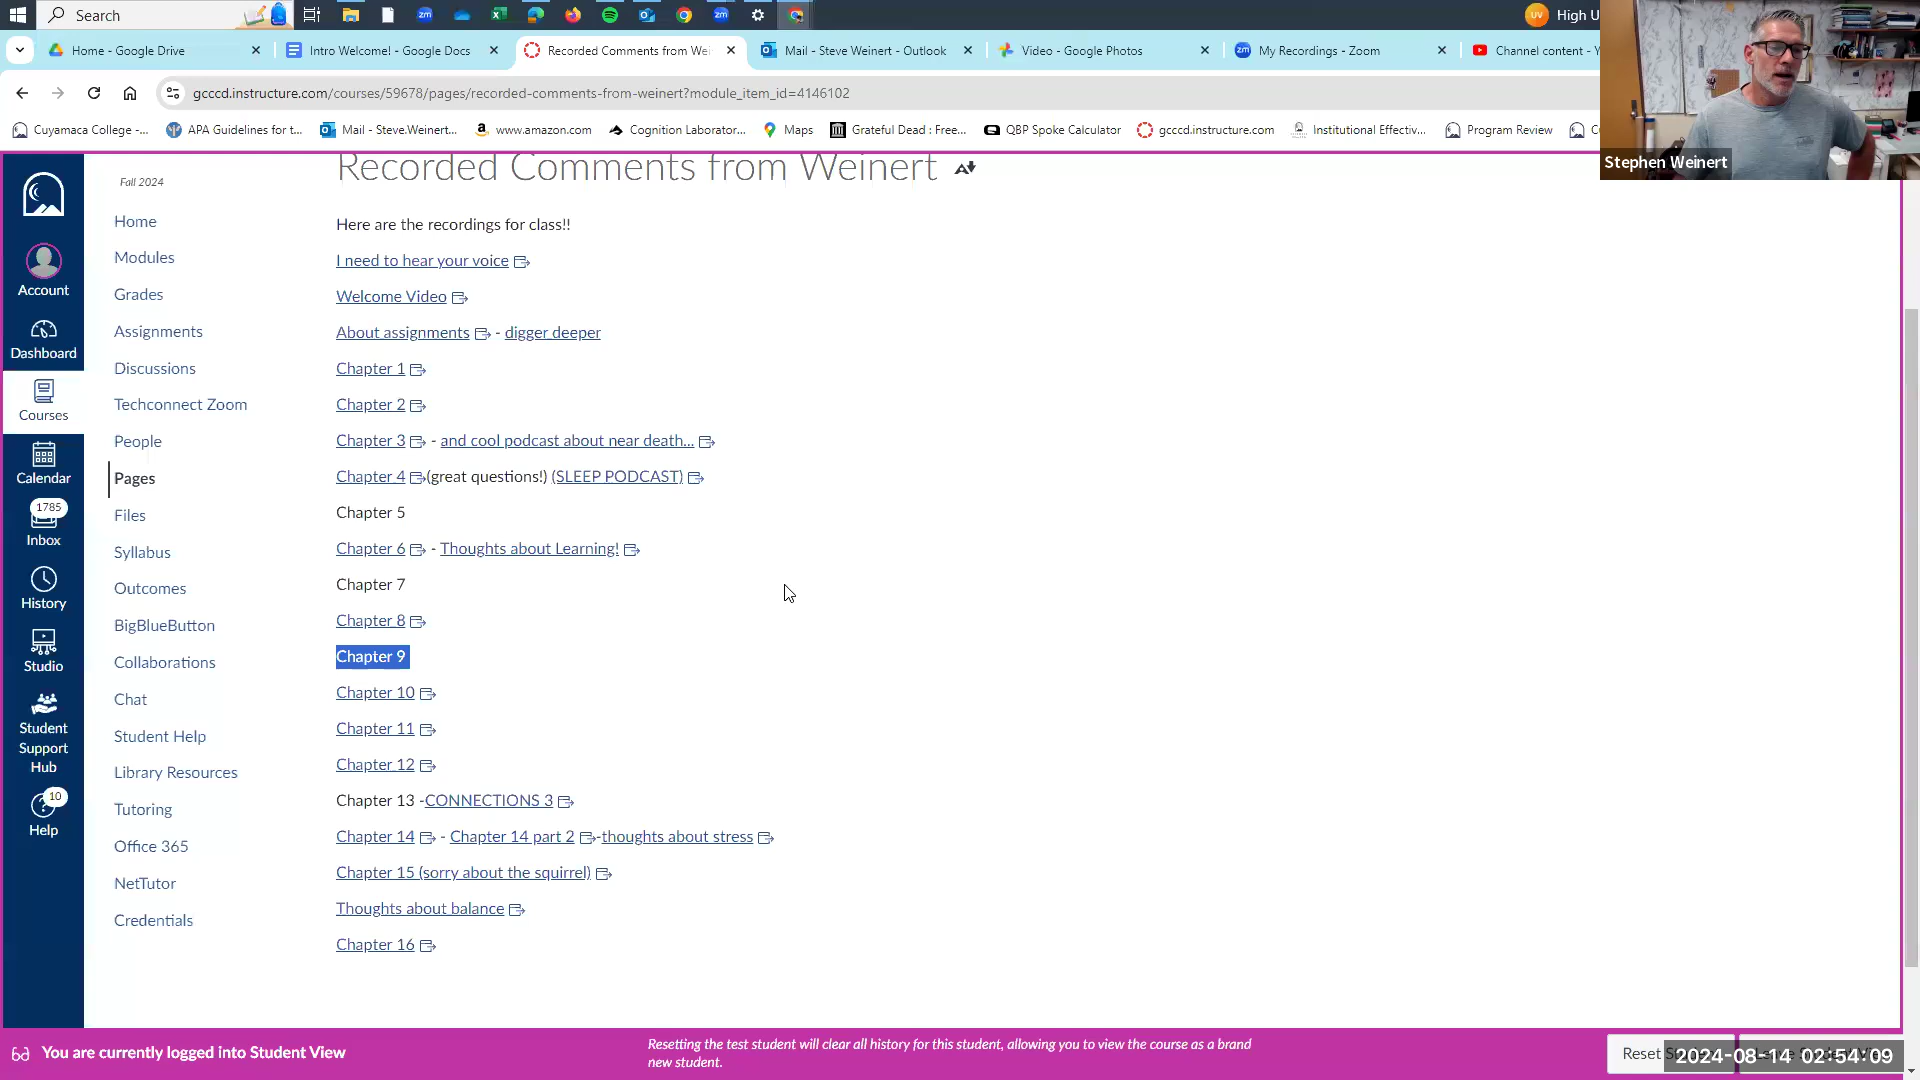 Search
High U
Home - Google Drive
Intro Welcome! - Google Docs
Recorded Comments from Wei
Mail - Steve Weinert - Outlook
Video - Google Photos
My Recordings - Zoom
Channel content - Y
gcccd.instructure.com/courses/59678/pages/recorded-comments-from-weinert?module_item_id=4146102
Cuyamaca College -...
APA Guidelines for t...
Mail - Steve.Weinert...
www.amazon.com
Cognition Laborator...
Maps
Grateful Dead : Free...
QBP Spoke Calculator
gcccd.instructure.com
Institutional Effectiv...
Program Review
Stephen Weinert
Account
Dashboard
Courses
Calendar
1785
Inbox
History
Studio
Student
Support
Hub
10
Help
Fall 2024
Home
Modules
Grades
Assignments
Discussions
Techconnect Zoom
People
Pages
Files
Syllabus
Outcomes
BigBlueButton
Collaborations
Chat
Student Help
Library Resources
Tutoring
Office 365
NetTutor
Credentials
Recorded Comments from Weinert
Here are the recordings for class!!
I need to hear your voice
Welcome Video
About assignments - digger deeper
Chapter 1
Chapter 2
Chapter 3 - and cool podcast about near death...
Chapter 4 (great questions!) (SLEEP PODCAST)
Chapter 5
Chapter 6 - Thoughts about Learning!
Chapter 7
Chapter 8
Chapter 9
Chapter 10
Chapter 11
Chapter 12
Chapter 13 -CONNECTIONS 3
Chapter 14 - Chapter 14 part 2 -thoughts about stress
Chapter 15 (sorry about the squirrel)
Thoughts about balance
Chapter 16
You are currently logged into Student View
Resetting the test student will clear all history for this student, allowing you to view the course as a brand
new student.
Reset
2024-08-14 02:54:09